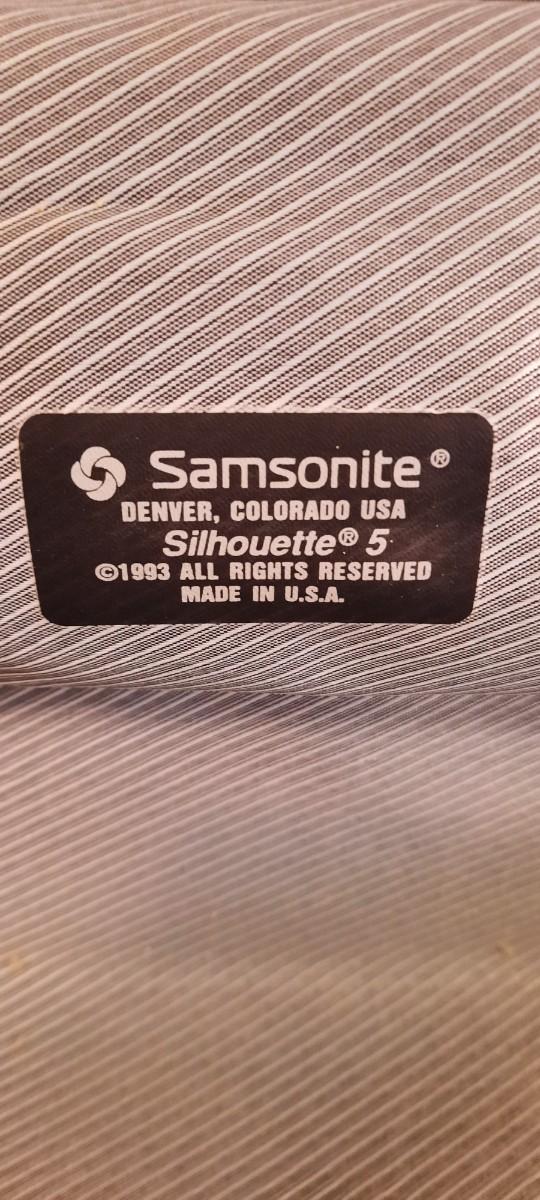 Samsonite®
DENVER, COLORADO USA
Silhouette® 5
©1993 ALL RIGHTS RESERVED
MADE IN U.S.A.